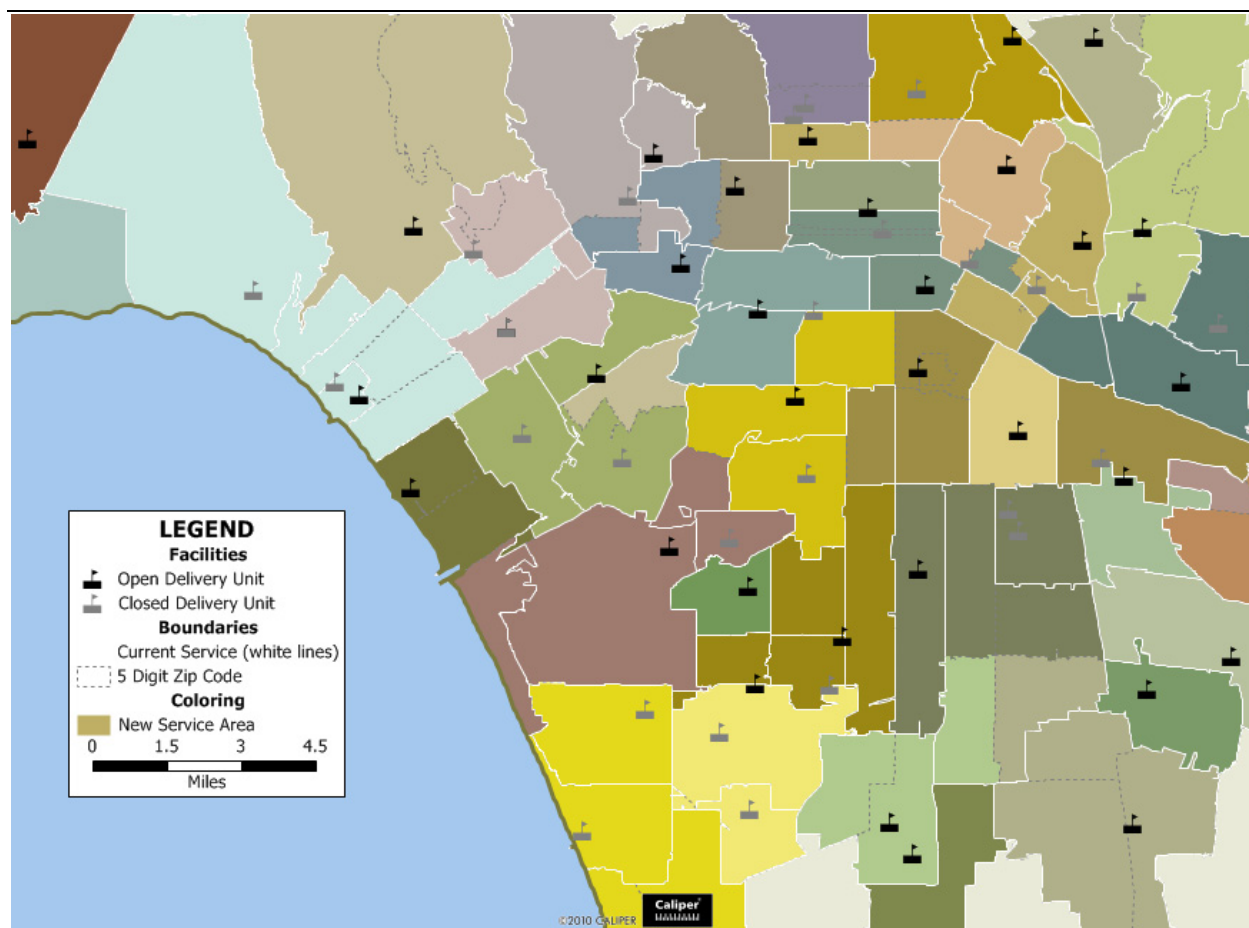 LEGEND
Facilities
Open Delivery Unit
Closed Delivery Unit
Boundaries
Current Service (white lines)
5 Digit Zip Code
Coloring
New Service Area
0 1.5 3 4.5
Miles
Caliper
©2010 CALIPER